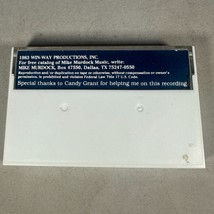 1983 WIN-WAY PRODUCTIONS, INC.
For free catalog of Mike Murdock Music, write:
MIKE MURDOCK, Box 47550, Dallas, TX 75247-0550
Reproduction and/or duplication on tape or otherwise, without compensation or owner's
permission, is prohibited and violates Federal Law Title 17 U.S. Code.
Special thanks to Candy Grant for helping me on this recording